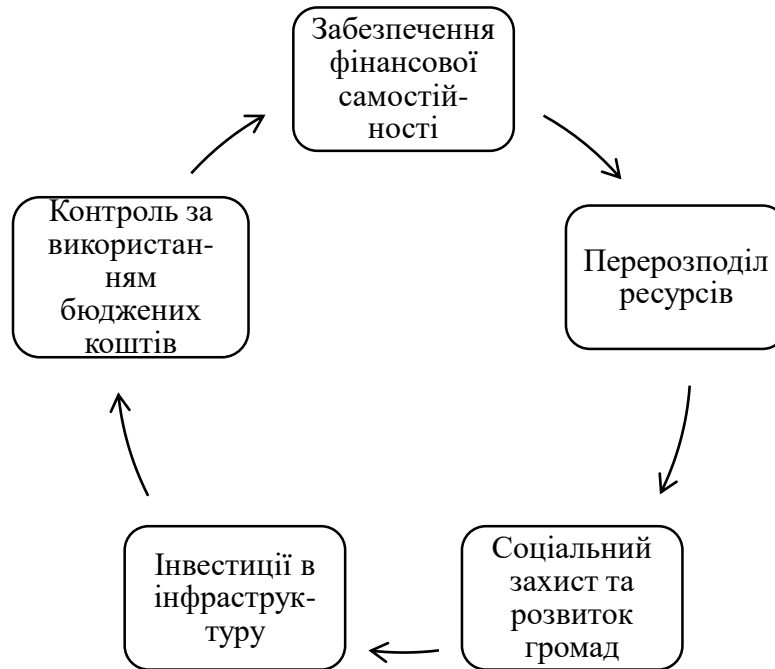 Забезпечення
фінансової
самостій-
ності
Перерозподіл
ресурсів
Соціальний
захист та
розвиток
громад
Інвестиції в
інфраструк-
туру
Контроль за
використан-
ням
бюджених
коштів